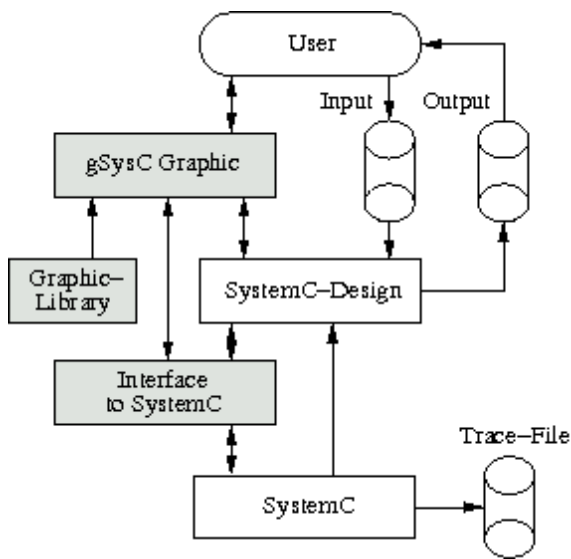 User
Input
Output
gSysC Graphic
Graphic–
Library
SystemC–Design
Interface
to SystemC
Trace–File
SystemC